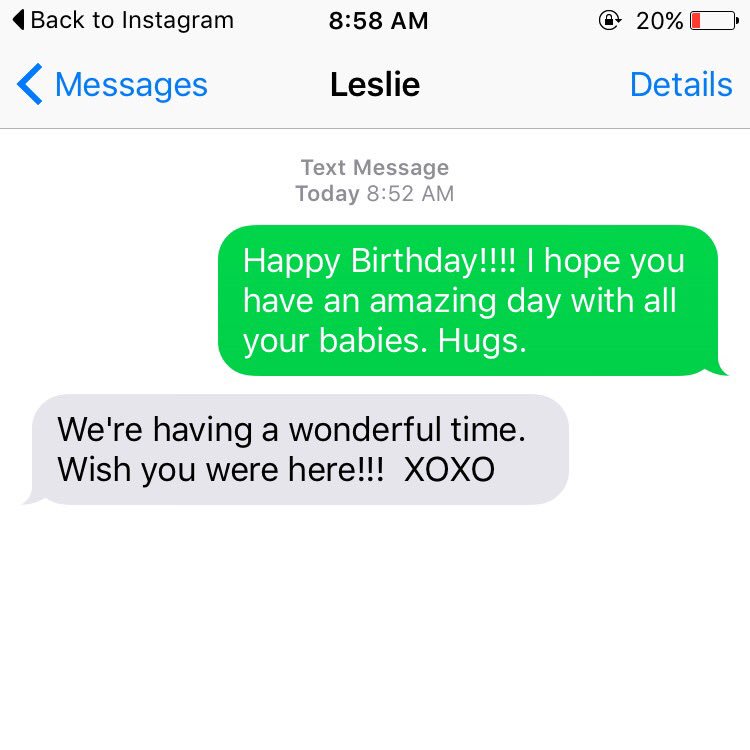 Back to Instagram 8:58 AM 20%
Messages Leslie Details
Text Message
Today 8:52 AM
Happy Birthday!!!! I hope you
have an amazing day with all
your babies. Hugs.
We're having a wonderful time.
Wish you were here!!!  XOXO